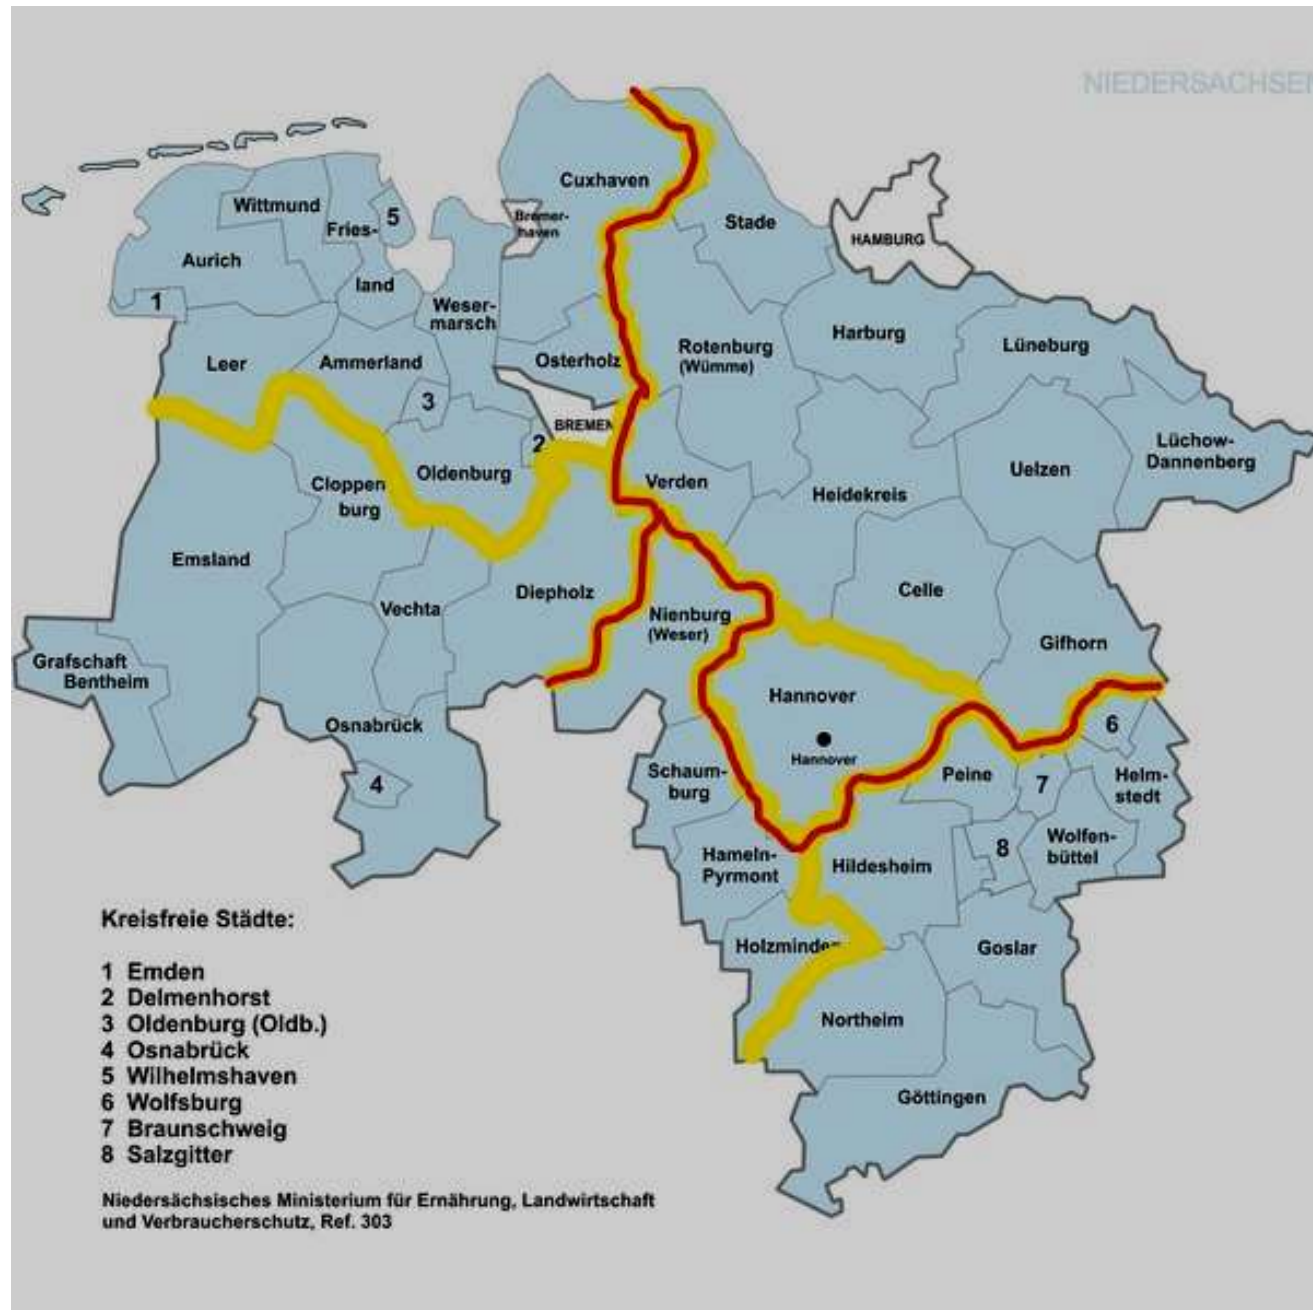 NIEDERSACHSEN
Cuxhaven
Wittmund
5
Bremer-
haven
Stade
Fries-
HAMBURG
Aurich
land
1
Weser-
marsch
Harburg
Lüneburg
Leer
Ammerland
Osterholz
Rotenburg
(Wümme)
3
BREMEN
2
Lüchow-
Dannenberg
Oldenburg
Uelzen
Cloppen
burg
Verden
Heidekreis
Emsland
Celle
Diepholz
Vechta
Nienburg
(Weser)
Gifhorn
Grafschaft
Bentheim
Hannover
Osnabrück
6
Hannover
Schaum-
burg
Peine
Helm-
stedt
4
7
Wolfen-
büttel
8
Hameln-
Pyrmont
Hildesheim
Holzminden
Goslar
Northeim
Göttingen
Kreisfreie Städte:
1 Emden
2 Delmenhorst
3 Oldenburg (Oldb.)
4 Osnabrück
5 Wilhelmshaven
6 Wolfsburg
7 Braunschweig
8 Salzgitter
Niedersächsisches Ministerium für Ernährung, Landwirtschaft
und Verbraucherschutz, Ref. 303